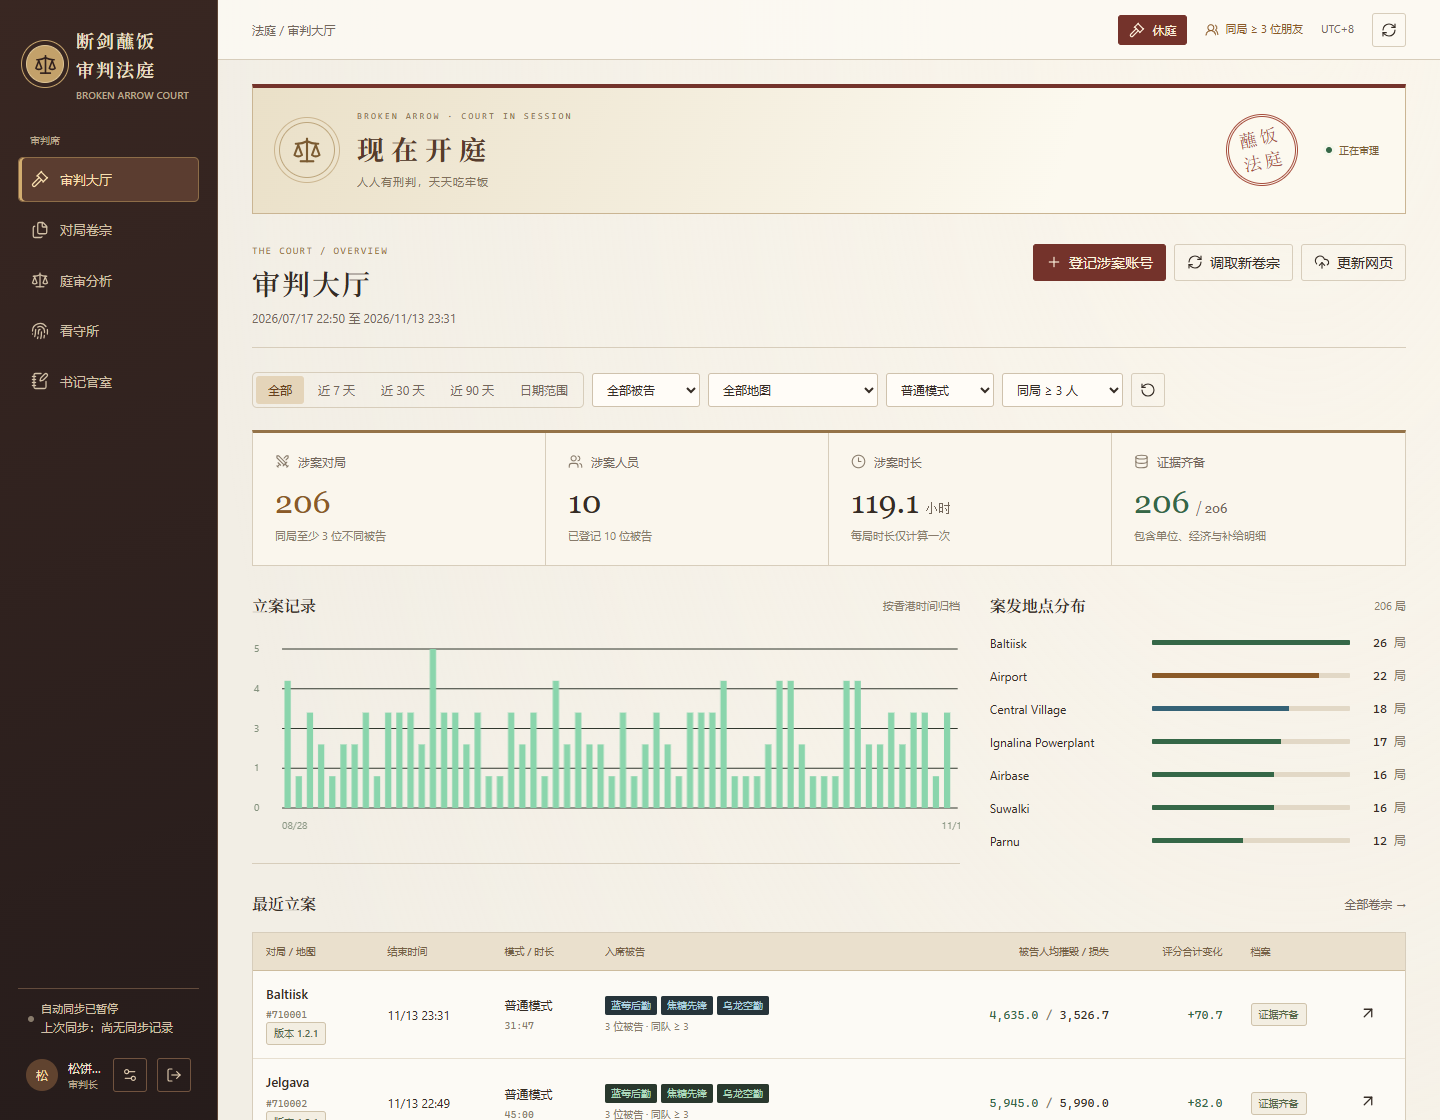 断剑蘸饭
审判法庭
BROKEN ARROW COURT
审判席
审判大厅
对局卷宗
庭审分析
看守所
书记官室
自动同步已暂停
上次同步：尚无同步记录
松
松饼...
审判长
法庭 / 审判大厅
休庭
同局 ≥ 3 位朋友
UTC+8
BROKEN ARROW · COURT IN SESSION
现在开庭
人人有刑判，天天吃牢饭
蘸饭
法庭
正在审理
THE COURT / OVERVIEW
审判大厅
2026/07/17 22:50 至 2026/11/13 23:31
登记涉案账号
调取新卷宗
更新网页
全部 近 7 天 近 30 天 近 90 天 日期范围 全部被告 全部地图 普通模式 同局 ≥ 3 人
涉案对局
206
同局至少 3 位不同被告
涉案人员
10
已登记 10 位被告
涉案时长
119.1 小时
每局时长仅计算一次
证据齐备
206 / 206
包含单位、经济与补给明细
立案记录
按香港时间归档
5
4
3
1
0
08/28
11/1
案发地点分布
206 局
Baltiisk 26 局
Airport 22 局
Central Village 18 局
Ignalina Powerplant 17 局
Airbase 16 局
Suwalki 16 局
Parnu 12 局
最近立案
全部卷宗 →
对局 / 地图 结束时间 模式 / 时长 入席被告 被告人均摧毁 / 损失 评分合计变化 档案
Baltiisk
#710001
版本 1.2.1
11/13 23:31
普通模式
31:47
蓝莓后勤 焦糖先锋 乌龙空勤
3 位被告 · 同队 ≥ 3
4,635.0 / 3,526.7
+70.7
证据齐备
Jelgava
#710002
11/13 22:49
普通模式
45:00
蓝莓后勤 焦糖先锋 乌龙空勤
3 位被告 · 同队 ≥ 3
5,945.0 / 5,990.0
+82.0
证据齐备